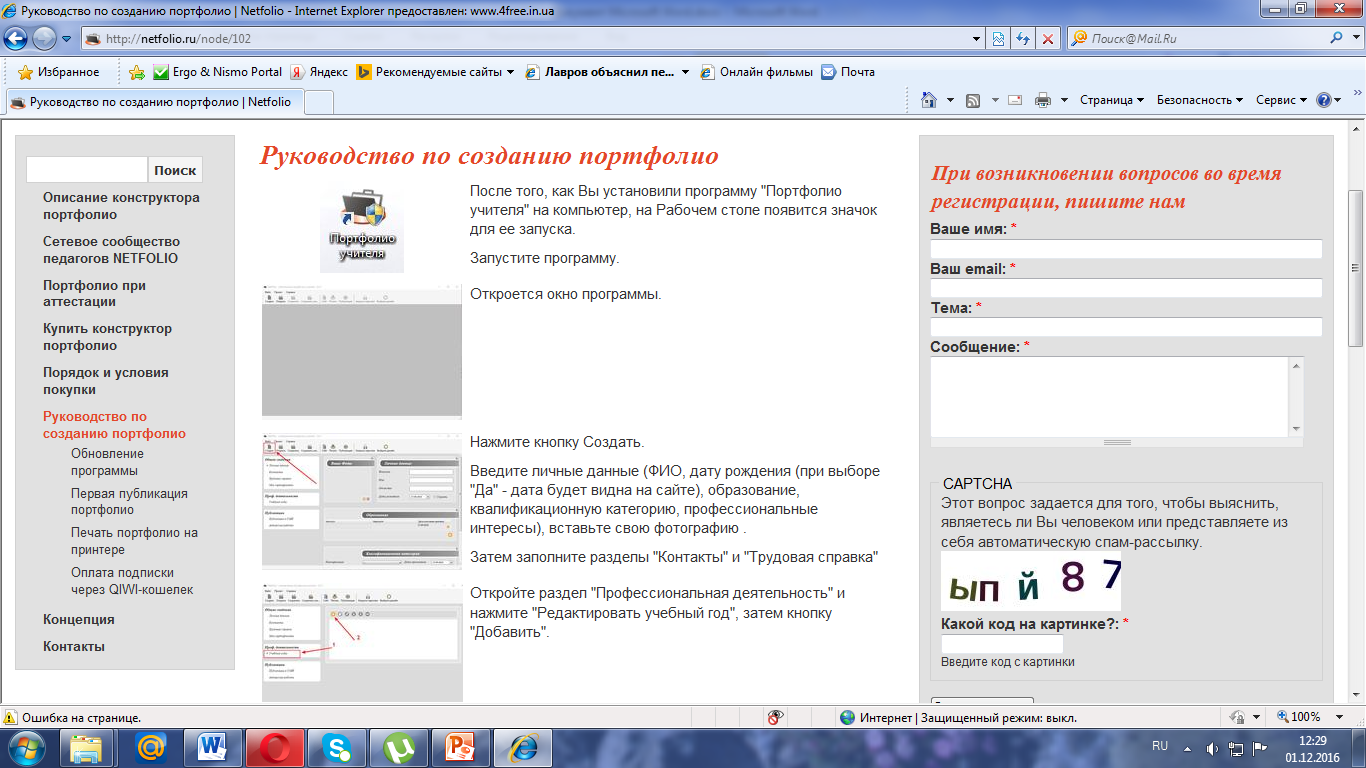 Руководство по созданию портфолио | Netfolio - Internet Explorer предоставлен: www.4free.in.ua
http://netfolio.ru/node/102
Поиск@Mail.Ru
Избранное
Ergo & Nismo Portal
Яндекс
Рекомендуемые сайты
Лавров объяснил пе...
Онлайн фильмы
Почта
Руководство по созданию портфолио | Netfolio
Страница
Безопасность
Сервис
Поиск
Описание конструктора
портфолио
Сетевое сообщество
педагогов NETFOLIO
Портфолио при
аттестации
Купить конструктор
портфолио
Порядок и условия
покупки
Руководство по
созданию портфолио
Обновление
программы
Первая публикация
портфолио
Печать портфолио на
принтере
Оплата подписки
через QIWI-кошелек
Концепция
Контакты
Руководство по созданию портфолио
Портфолио
учителя
После того, как Вы установили программу "Портфолио
учителя" на компьютер, на Рабочем столе появится значок
для ее запуска.
Запустите программу.
Откроется окно программы.
Нажмите кнопку Создать.
Введите личные данные (ФИО, дату рождения (при выборе
"Да" - дата будет видна на сайте), образование,
квалификационную категорию, профессиональные
интересы), вставьте свою фотографию .
Затем заполните разделы "Контакты" и "Трудовая справка"
Откройте раздел "Профессиональная деятельность" и
нажмите "Редактировать учебный год", затем кнопку
"Добавить".
При возникновении вопросов во время
регистрации, пишите нам
Ваше имя: *
Ваш email: *
Тема: *
Сообщение: *
CAPTCHA
Этот вопрос задается для того, чтобы выяснить,
являетесь ли Вы человеком или представляете из
себя автоматическую спам-рассылку.
ып й 8 7
Какой код на картинке?: *
Введите код с картинки
Ошибка на странице.
Интернет | Защищенный режим: выкл.
100%
RU
12:29
01.12.2016